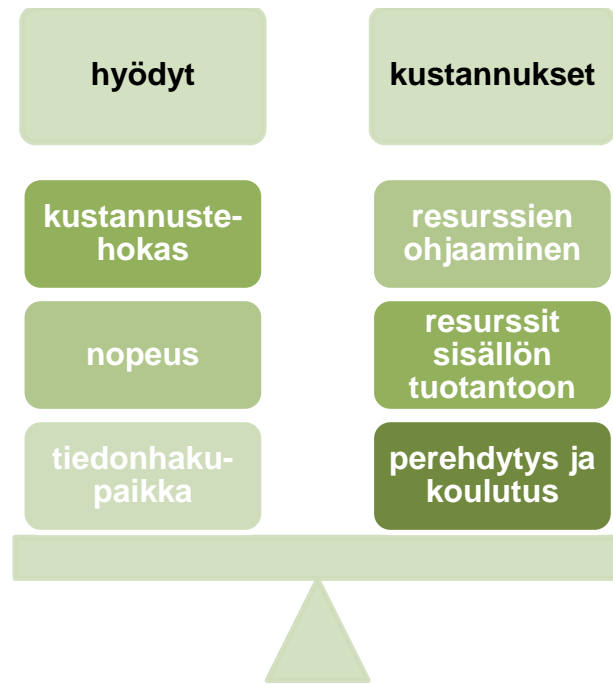 hyödyt
kustannukset
kustannuste-
hokas
resurssien
ohjaaminen
nopeus
resurssit
sisällön
tuotantoon
tiedonhaku-
paikka
perehdytys ja
koulutus